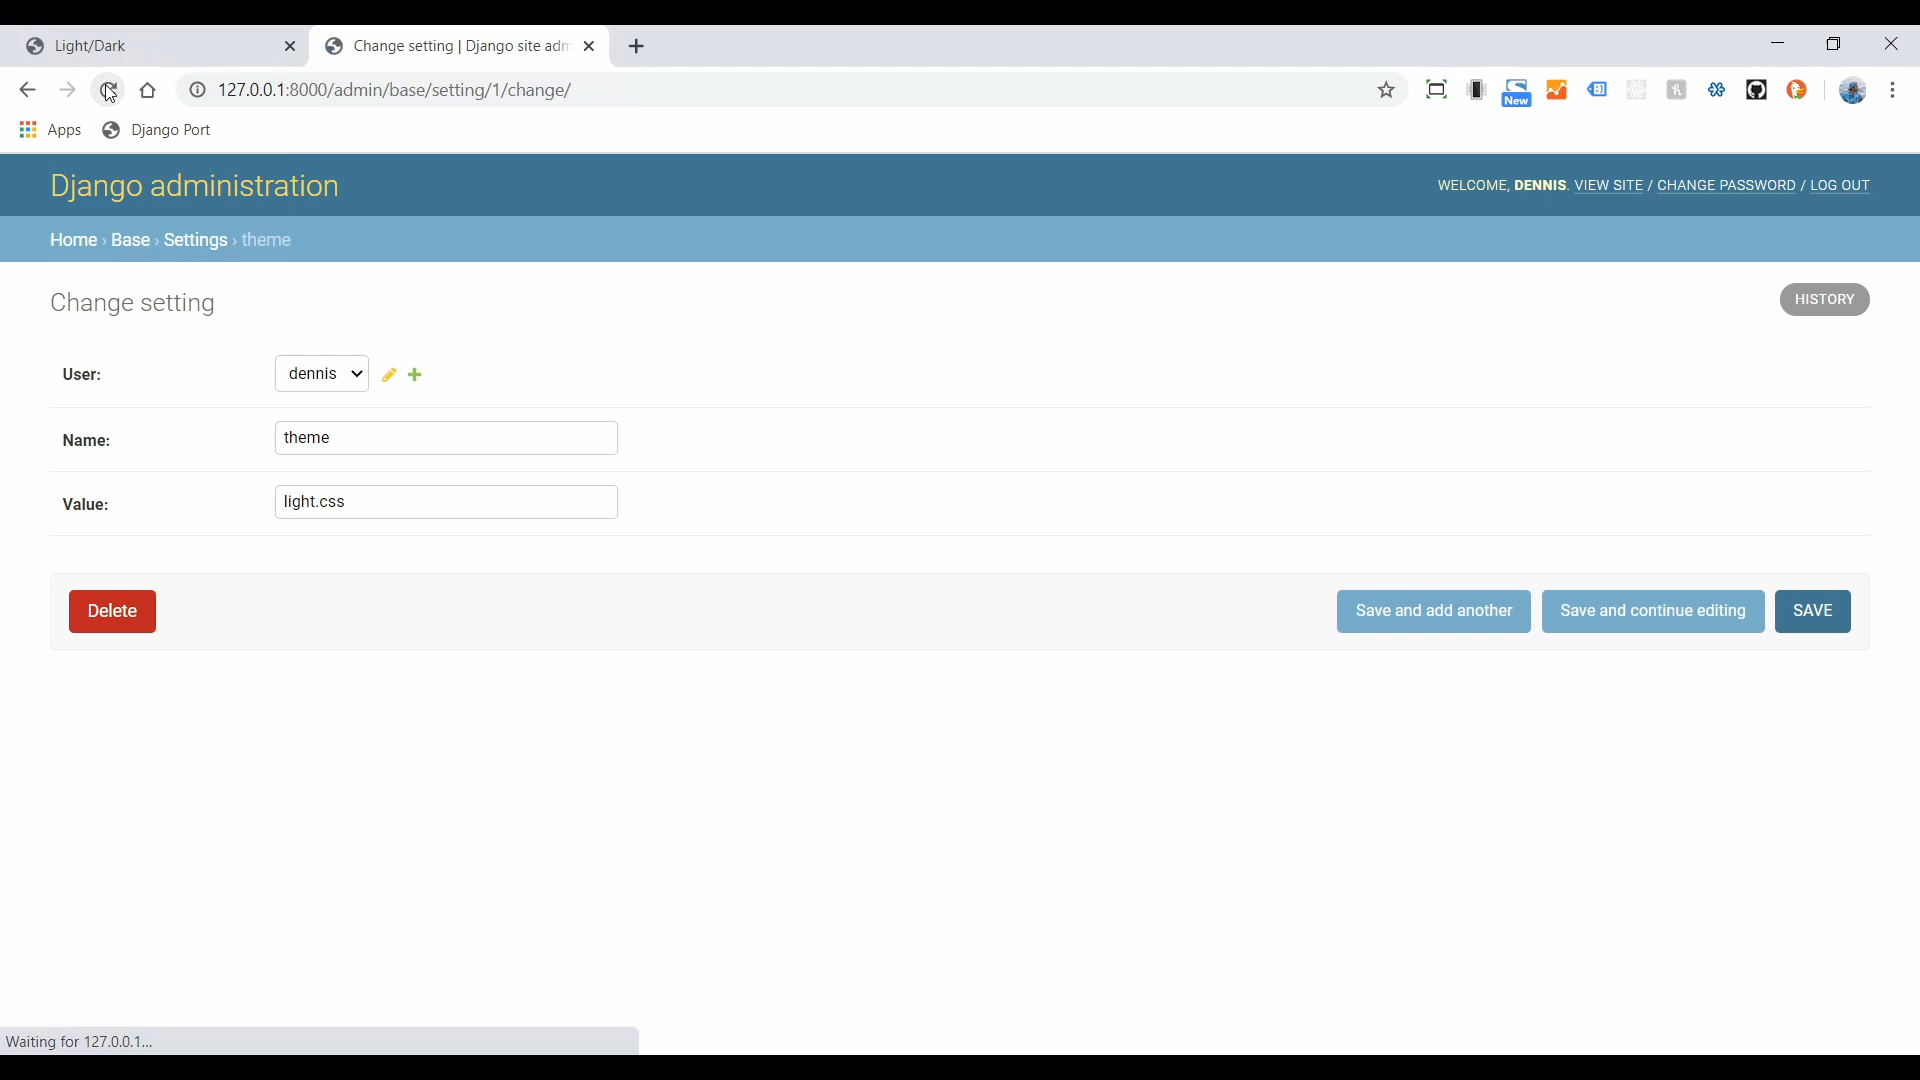 Light/Dark
Change setting | Django site adm
127.0.0.1:8000/admin/base/setting/1/change/
New
Apps
Django Port
Django administration
WELCOME, DENNIS. VIEW SITE / CHANGE PASSWORD / LOG OUT
Home › Base › Settings › theme
Change setting
HISTORY
User: dennis
Name: theme
Value: light.css
Delete
Save and add another
Save and continue editing
SAVE
Waiting for 127.0.0.1...